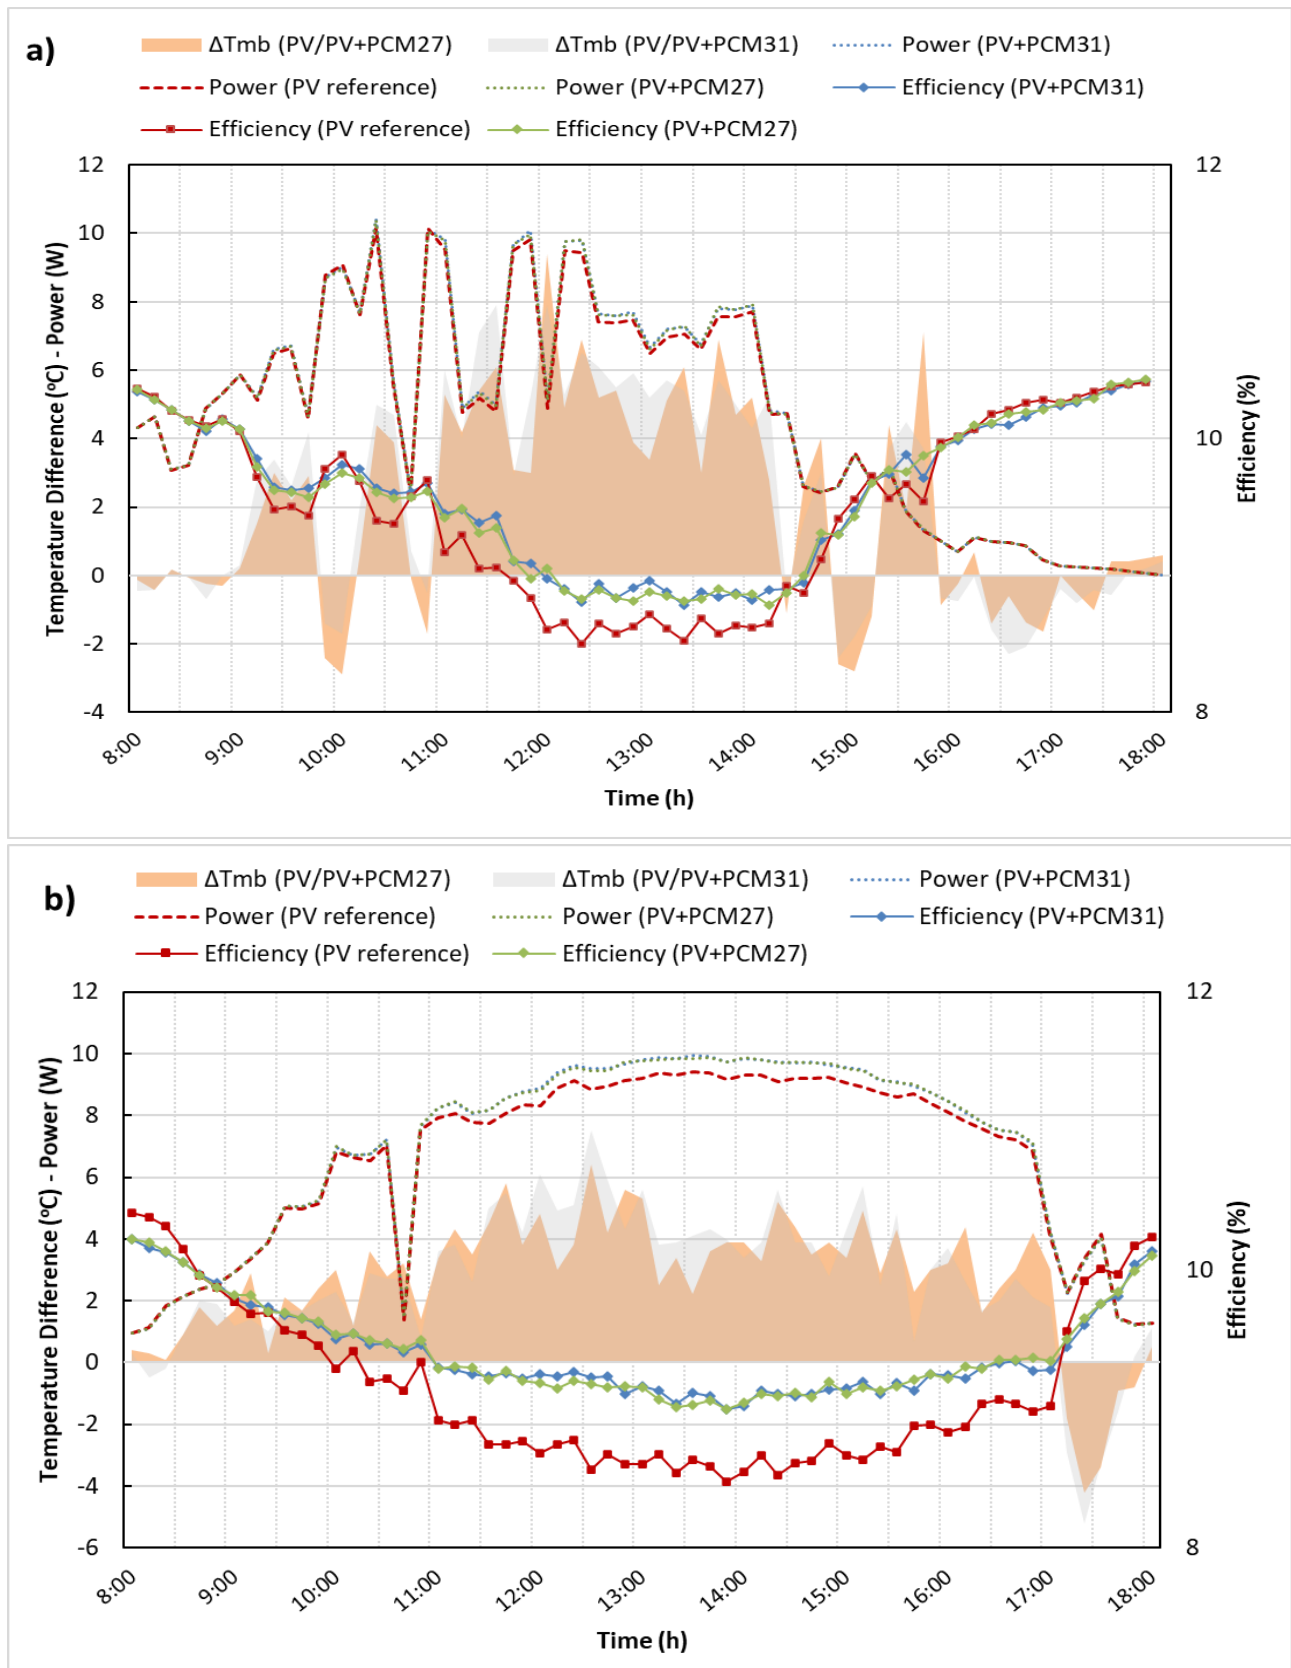 a)
ΔTmb (PV/PV+PCM27) ΔTmb (PV/PV+PCM31) Power (PV+PCM31)
Power (PV reference) Power (PV+PCM27) Efficiency (PV+PCM31)
Efficiency (PV reference) Efficiency (PV+PCM27)
Temperature Difference (ºC) - Power (W)
12
10
8
6
4
2
0
-2
-4
12
10
8
Efficiency (%)
8:00 9:00 10:00 11:00 12:00 13:00 14:00 15:00 16:00 17:00 18:00
Time (h)
b)
ΔTmb (PV/PV+PCM27) ΔTmb (PV/PV+PCM31) Power (PV+PCM31)
Power (PV reference) Power (PV+PCM27) Efficiency (PV+PCM31)
Efficiency (PV reference) Efficiency (PV+PCM27)
Temperature Difference (ºC) - Power (W)
12
10
8
6
4
2
0
-2
-4
-6
12
10
8
Efficiency (%)
8:00 9:00 10:00 11:00 12:00 13:00 14:00 15:00 16:00 17:00 18:00
Time (h)